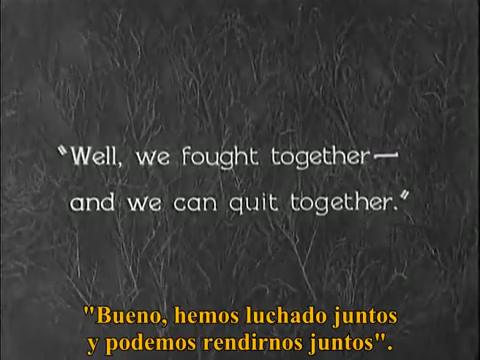 "Well, we fought together—
and we can quit together."
"Bueno, hemos luchado juntos
y podemos rendirnos juntos".